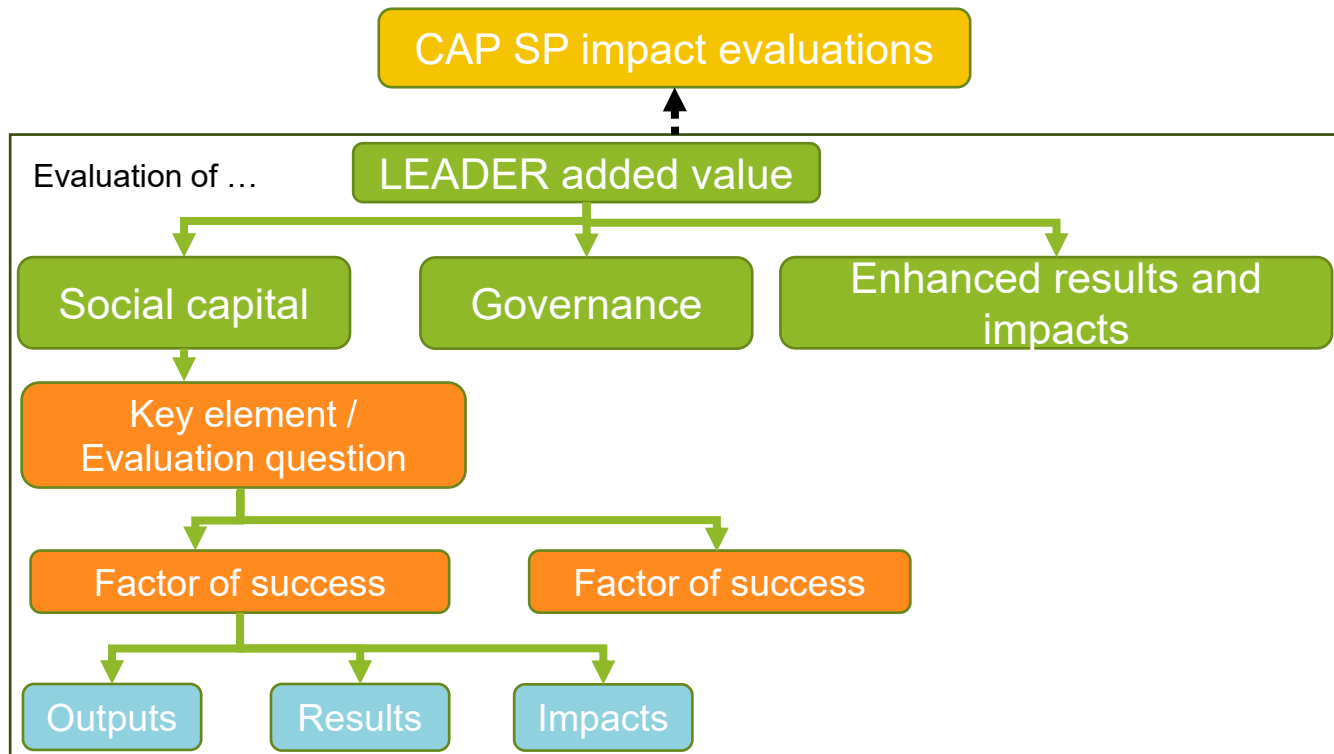 CAP SP impact evaluations
Evaluation of …
LEADER added value
Social capital
Governance
Enhanced results and
impacts
Key element /
Evaluation question
Factor of success
Factor of success
Outputs
Results
Impacts